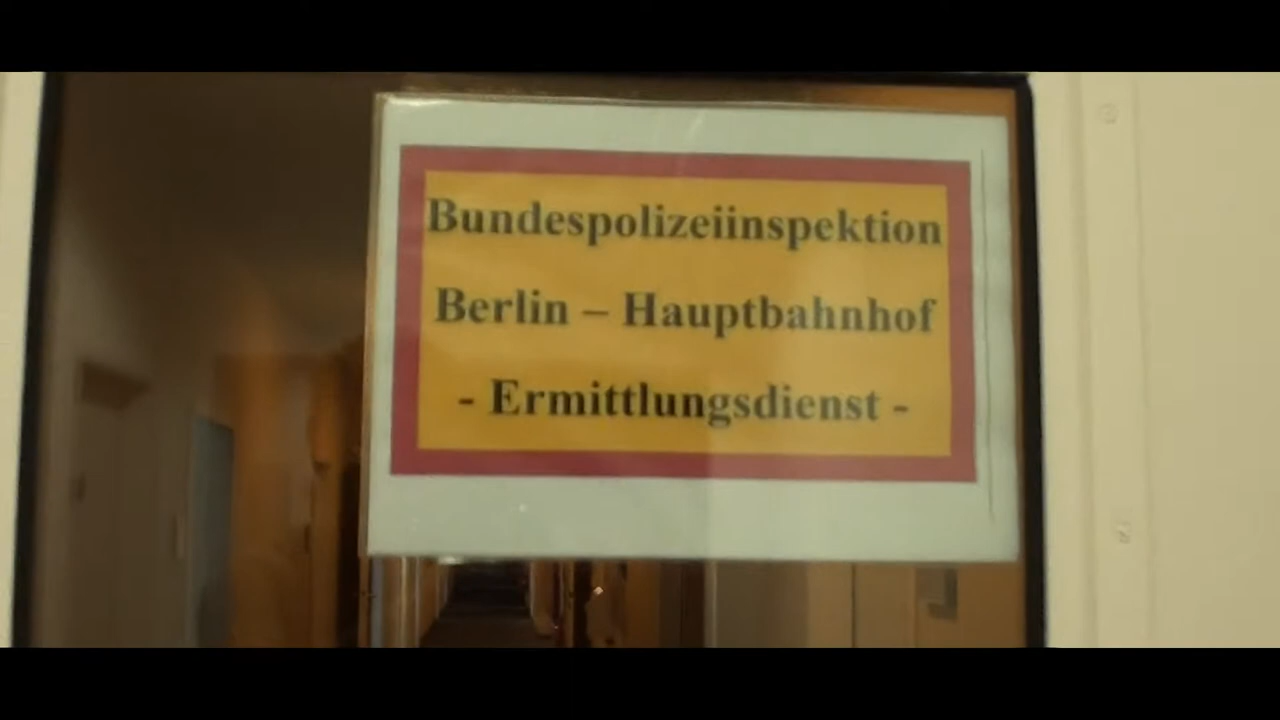 Bundespolizeiinspektion
Berlin – Hauptbahnhof
- Ermittlungsdienst -